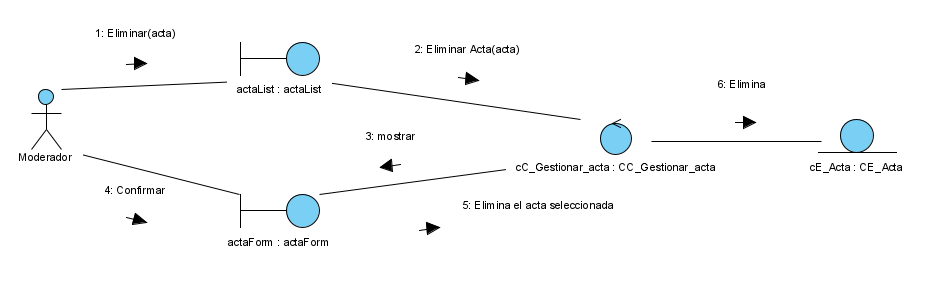 1: Eliminar(acta)
2: Eliminar Acta(acta)
actaList : actaList
6: Elimina
3: mostrar
Moderador
cC_Gestionar_acta : CC_Gestionar_acta
cE_Acta : CE_Acta
4: Confirmar
5: Elimina el acta seleccionada
actaForm : actaForm